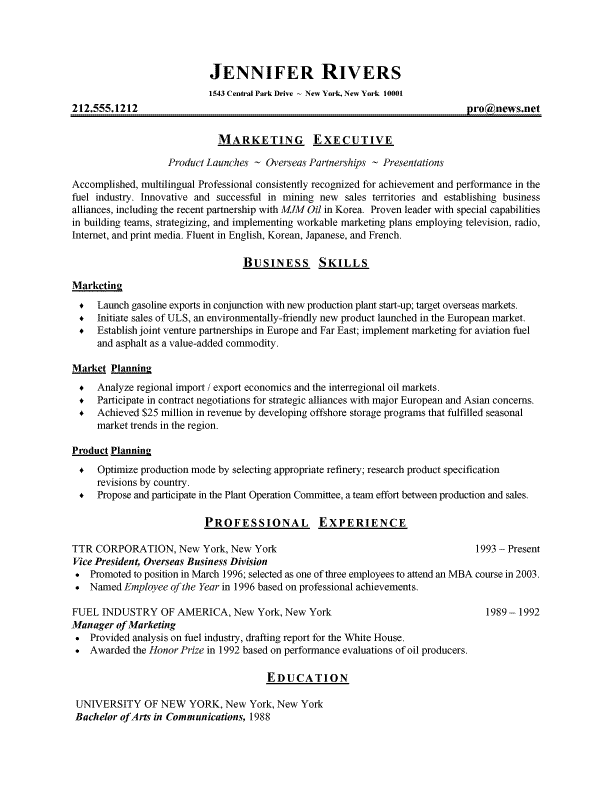 JENNIFER RIVERS
1543 Central Park Drive ~ New York, New York 10001
212.555.1212 pro@news.net
MARKETING EXECUTIVE
Product Launches ~ Overseas Partnerships ~ Presentations
Accomplished, multilingual Professional consistently recognized for achievement and performance in the
fuel industry. Innovative and successful in mining new sales territories and establishing business
alliances, including the recent partnership with MJM Oil in Korea. Proven leader with special capabilities
in building teams, strategizing, and implementing workable marketing plans employing television, radio,
Internet, and print media. Fluent in English, Korean, Japanese, and French.
BUSINESS SKILLS
Marketing
♦ Launch gasoline exports in conjunction with new production plant start-up; target overseas markets.
♦ Initiate sales of ULS, an environmentally-friendly new product launched in the European market.
♦ Establish joint venture partnerships in Europe and Far East; implement marketing for aviation fuel
and asphalt as a value-added commodity.
Market Planning
♦ Analyze regional import / export economics and the interregional oil markets.
♦ Participate in contract negotiations for strategic alliances with major European and Asian concerns.
♦ Achieved $25 million in revenue by developing offshore storage programs that fulfilled seasonal
market trends in the region.
Product Planning
♦ Optimize production mode by selecting appropriate refinery; research product specification
revisions by country.
♦ Propose and participate in the Plant Operation Committee, a team effort between production and sales.
PROFESSIONAL EXPERIENCE
TTR CORPORATION, New York, New York 1993 – Present
Vice President, Overseas Business Division
• Promoted to position in March 1996; selected as one of three employees to attend an MBA course in 2003.
• Named Employee of the Year in 1996 based on professional achievements.
FUEL INDUSTRY OF AMERICA, New York, New York 1989 – 1992
Manager of Marketing
• Provided analysis on fuel industry, drafting report for the White House.
• Awarded the Honor Prize in 1992 based on performance evaluations of oil producers.
EDUCATION
UNIVERSITY OF NEW YORK, New York, New York
Bachelor of Arts in Communications, 1988